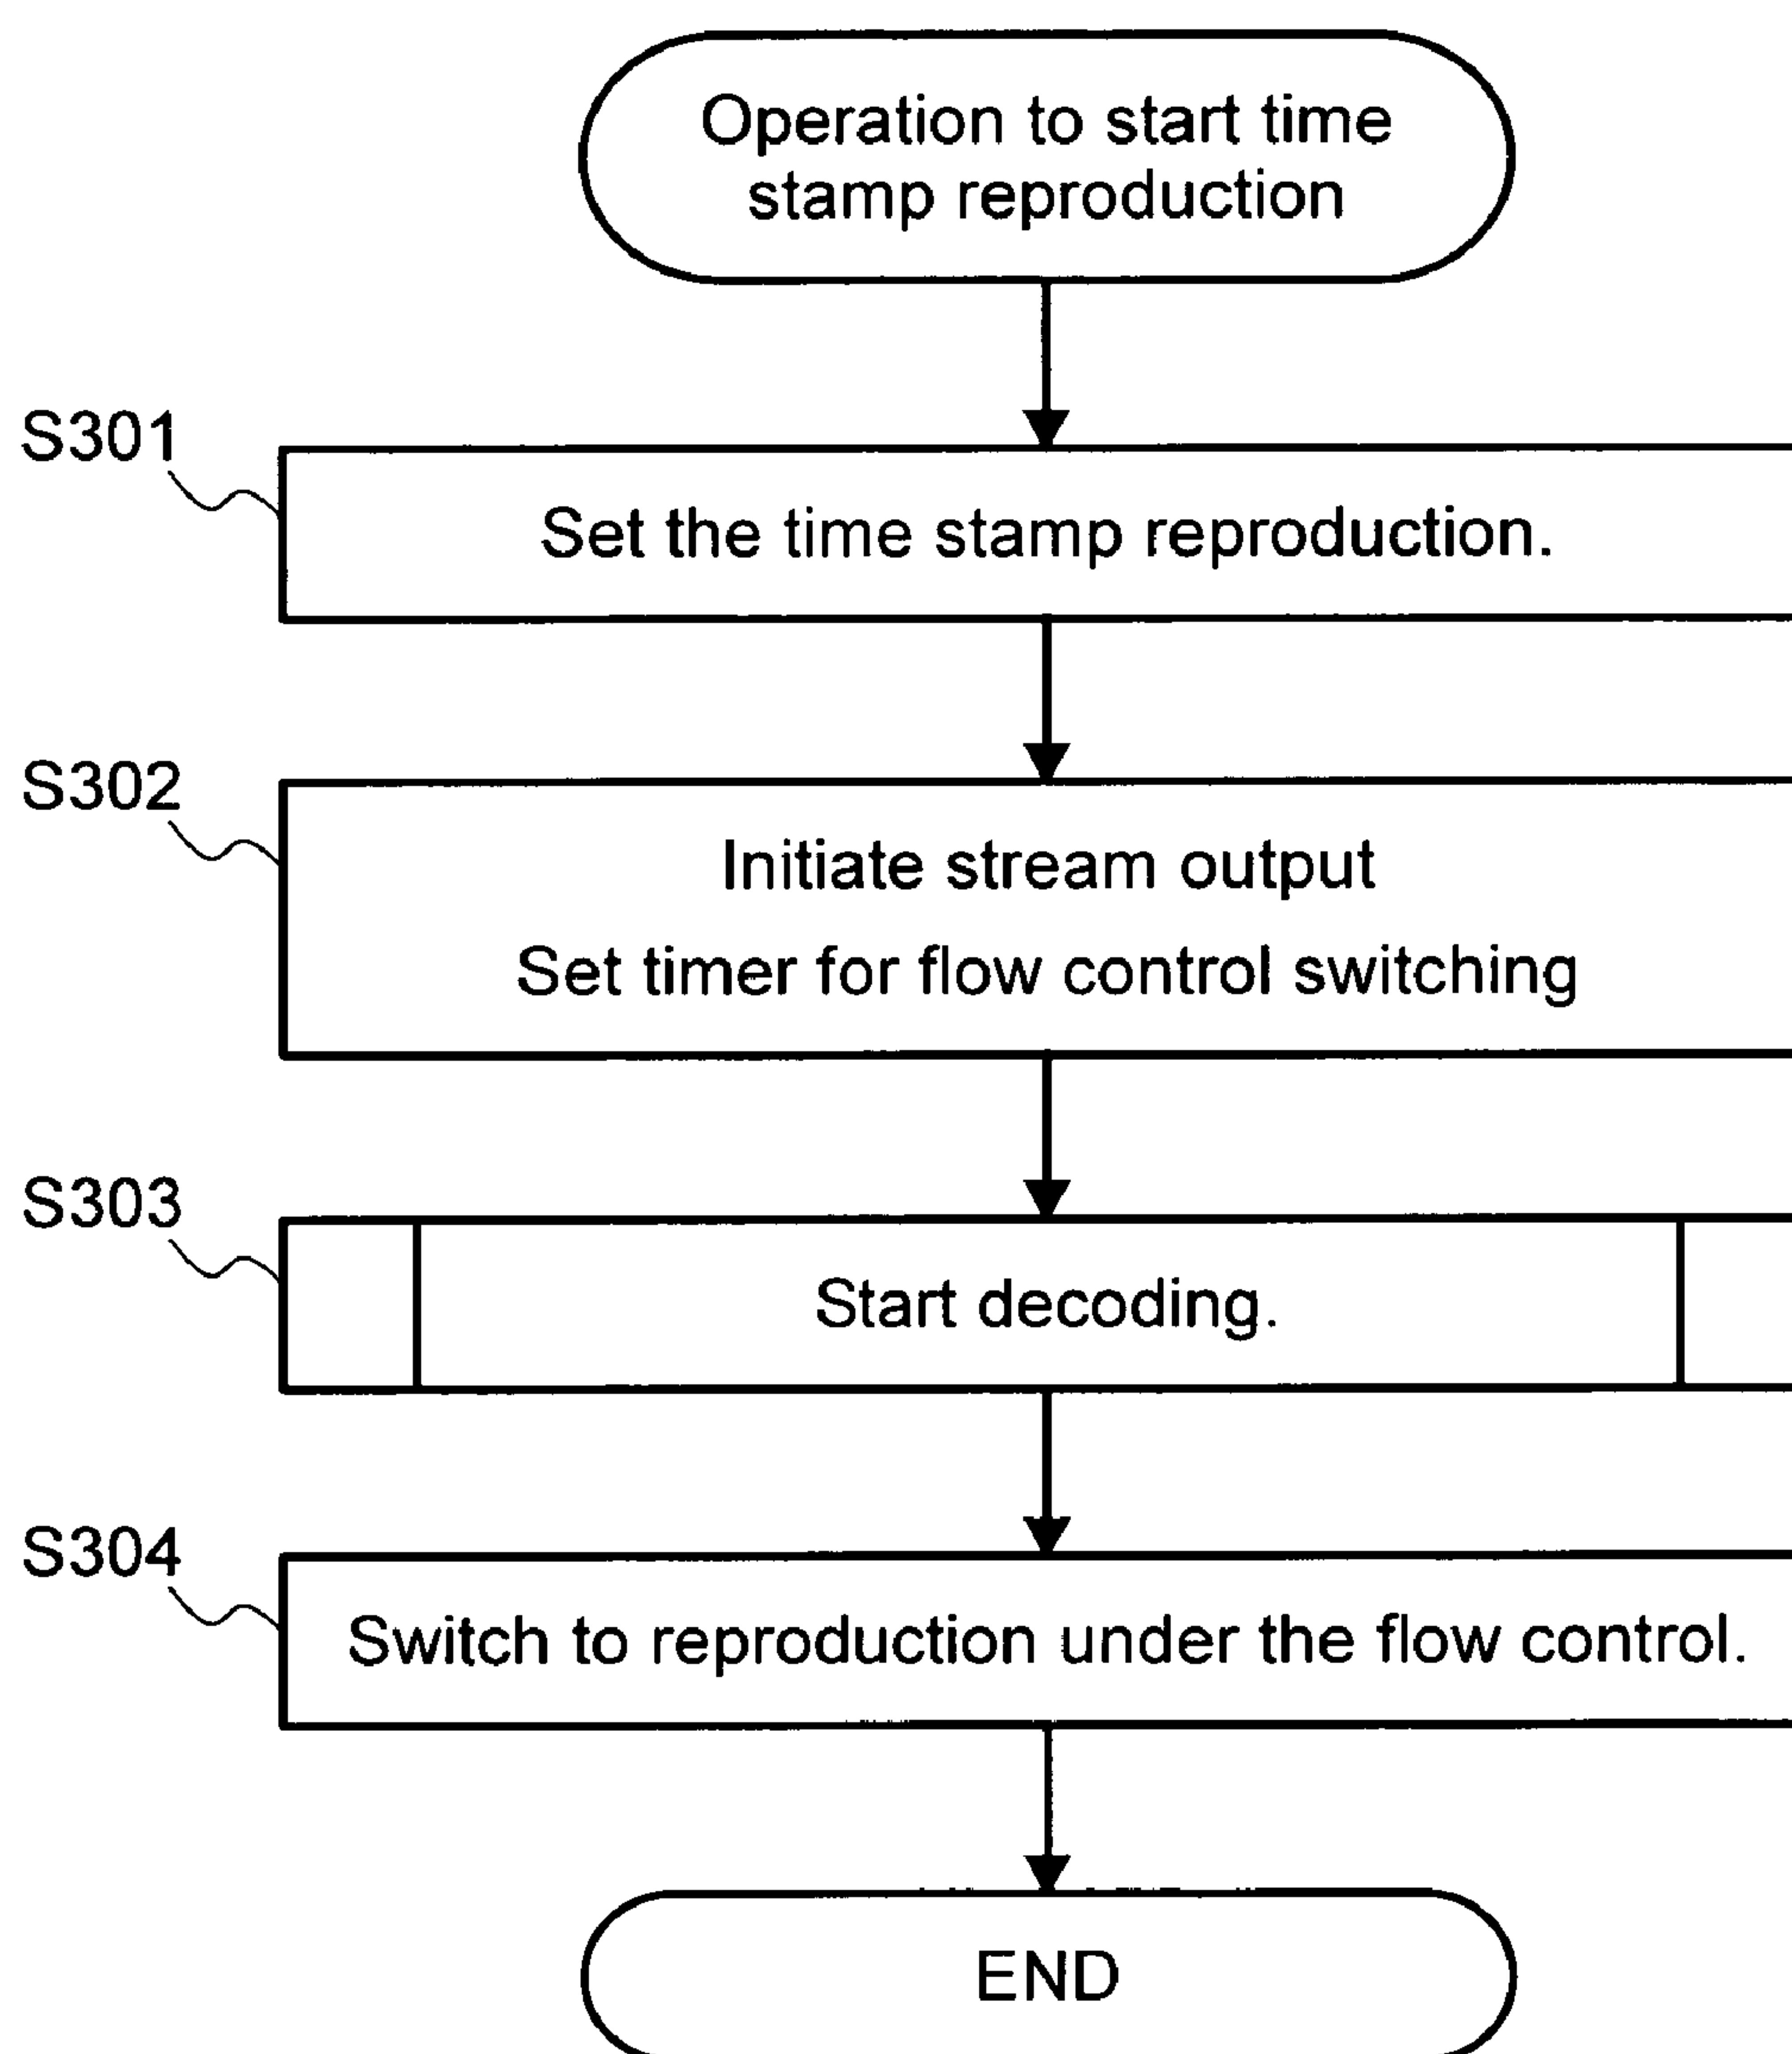 Operation to start time
stamp reproduction
S301
Set the time stamp reproduction.
S302
Initiate stream output
Set timer for flow control switching
S303
Start decoding.
S304
Switch to reproduction under the flow control.
END